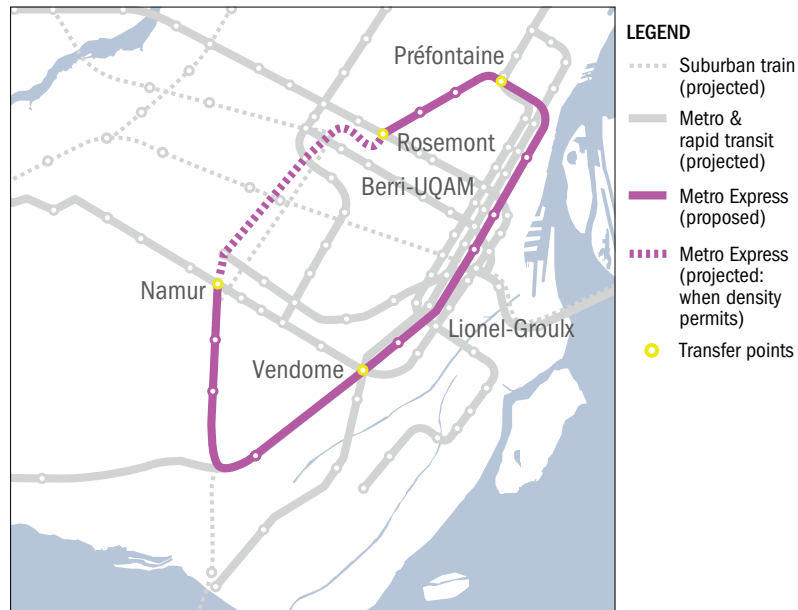 Préfontaine
Rosemont
Berri-UQAM
Namur
Lionel-Groulx
Vendome
LEGEND
Suburban train
(projected)
Metro &
rapid transit
(projected)
Metro Express
(proposed)
Metro Express
(projected:
when density
permits)
Transfer points